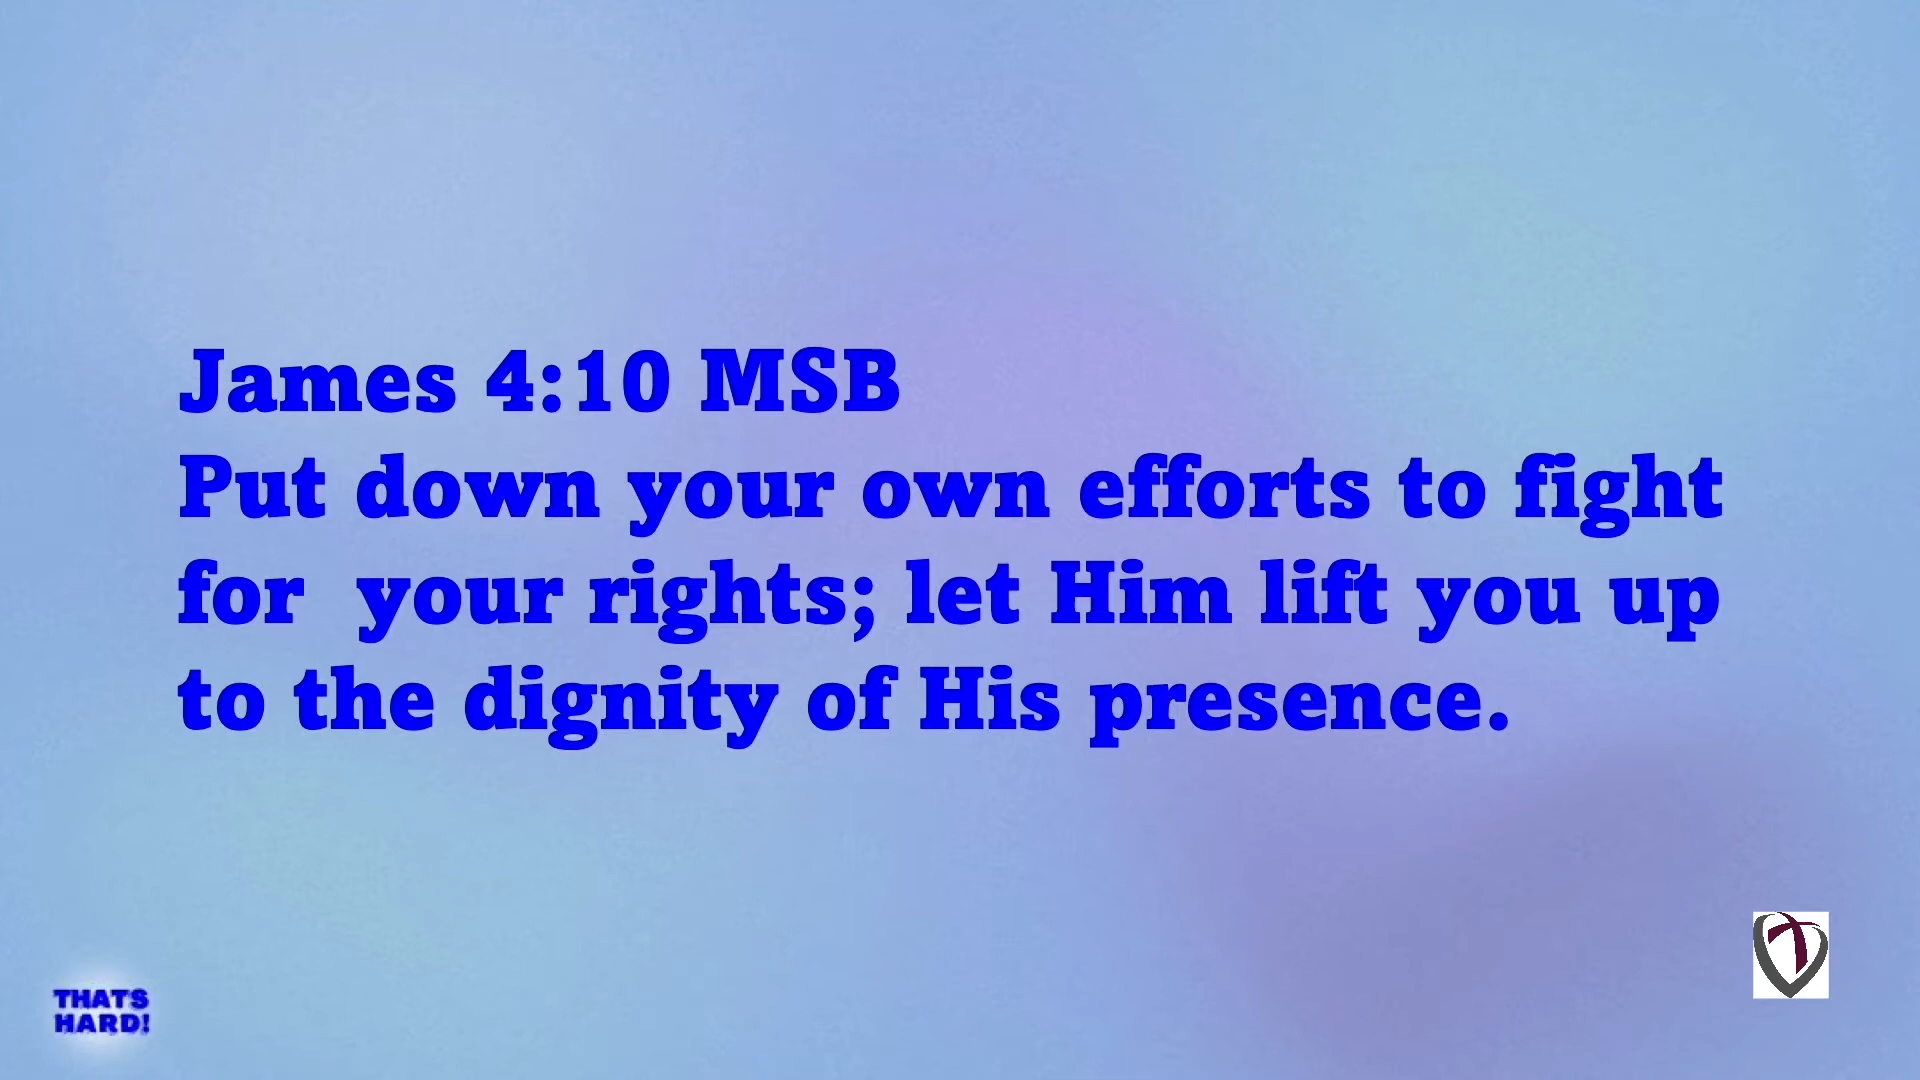 James 4:10 MSB
Put down your own efforts to fight
for  your rights; let Him lift you up
to the dignity of His presence.
THATS
HARD!